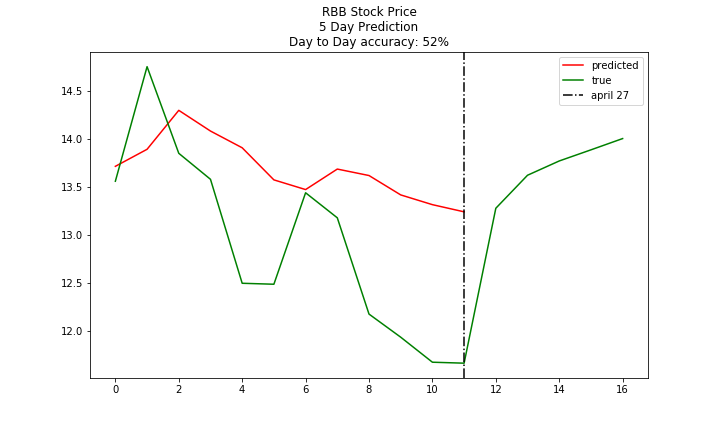 RBB Stock Price
5 Day Prediction
Day to Day accuracy: 52%
predicted
true
april 27
14.5
14.0
13.5
13.0
12.5
12.0
0 2 4 6 8 10 12 14 16